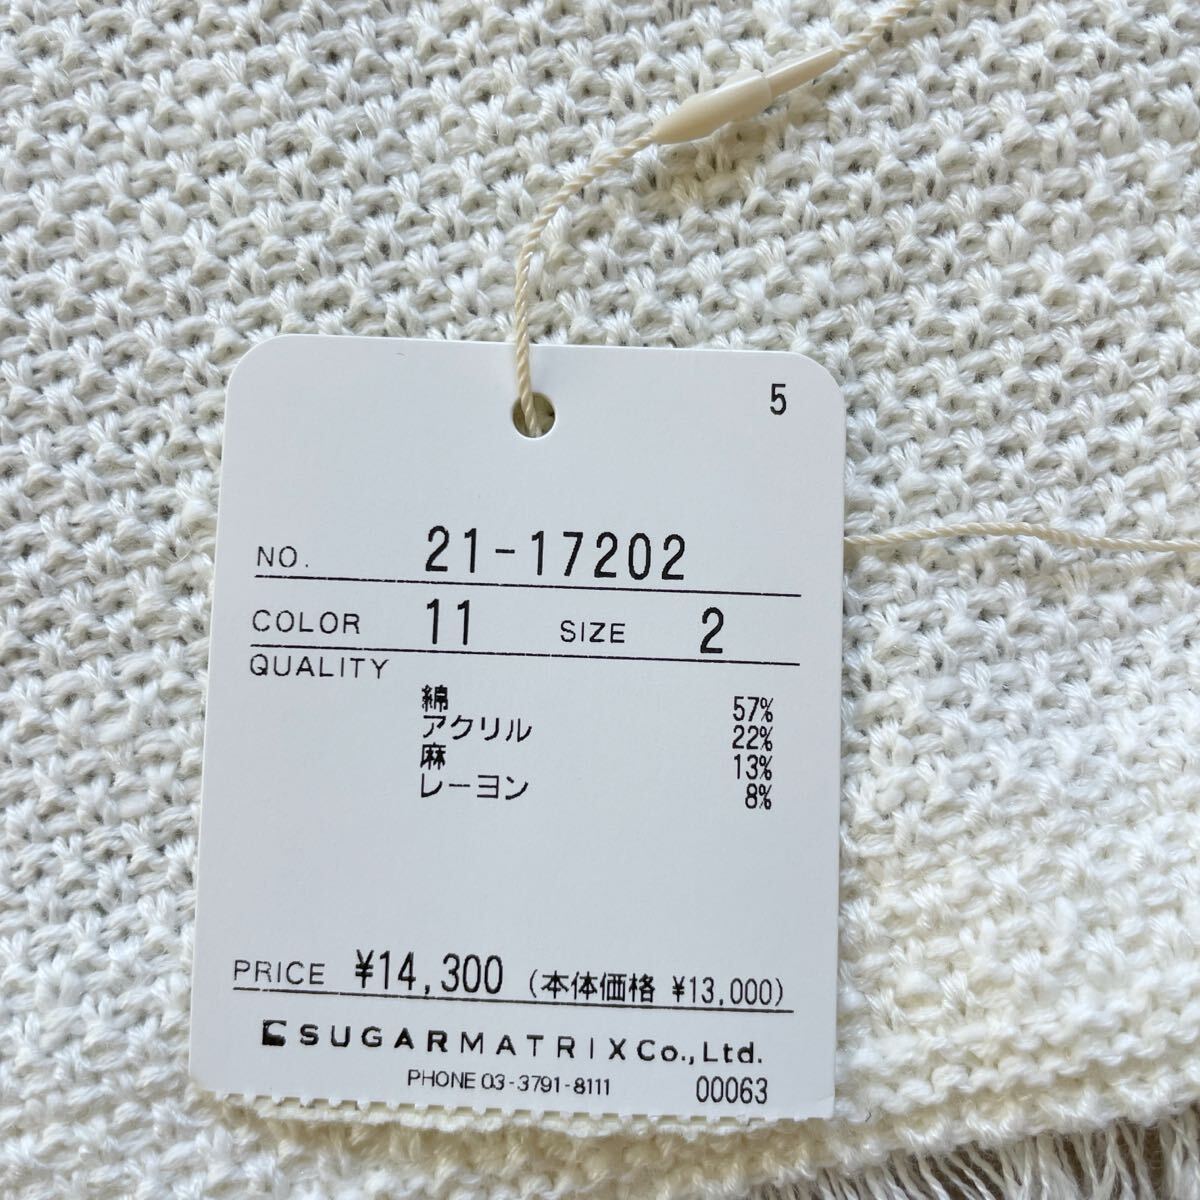 5
NO. 21-17202
COLOR 11 SIZE 2
QUALITY
綿 57%
アクリル 22%
麻 13%
レーヨン 8%
PRICE ¥14,300 (本体価格 ¥13,000)
SUGARMATRIX Co., Ltd.
PHONE 03-3791-8111 00063